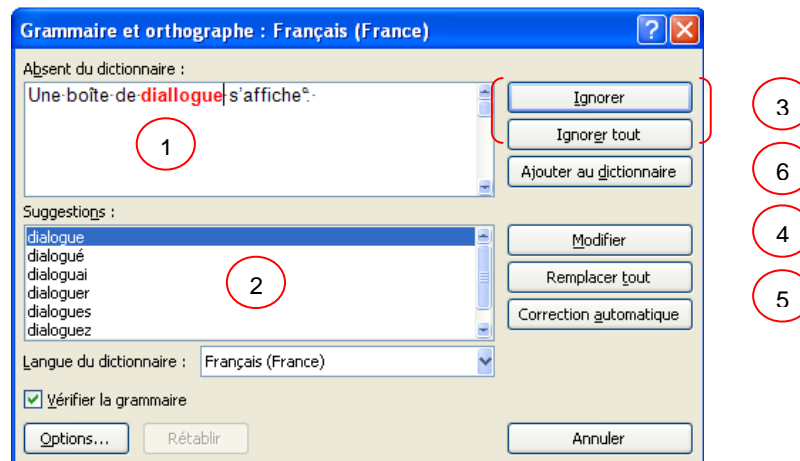 Grammaire et orthographe : Français (France)
Absent du dictionnaire :
Une·boîte·de·diallogue·s’affiche°:·
1
Ignorer
Ignorer tout
Ajouter au dictionnaire
3
6
Suggestions :
dialogue
dialogué
dialoguai
dialoguer
dialogues
dialoguez
2
Modifier
Remplacer tout
Correction automatique
4
5
Langue du dictionnaire :
Français (France)
Vérifier la grammaire
Options...
Rétablir
Annuler